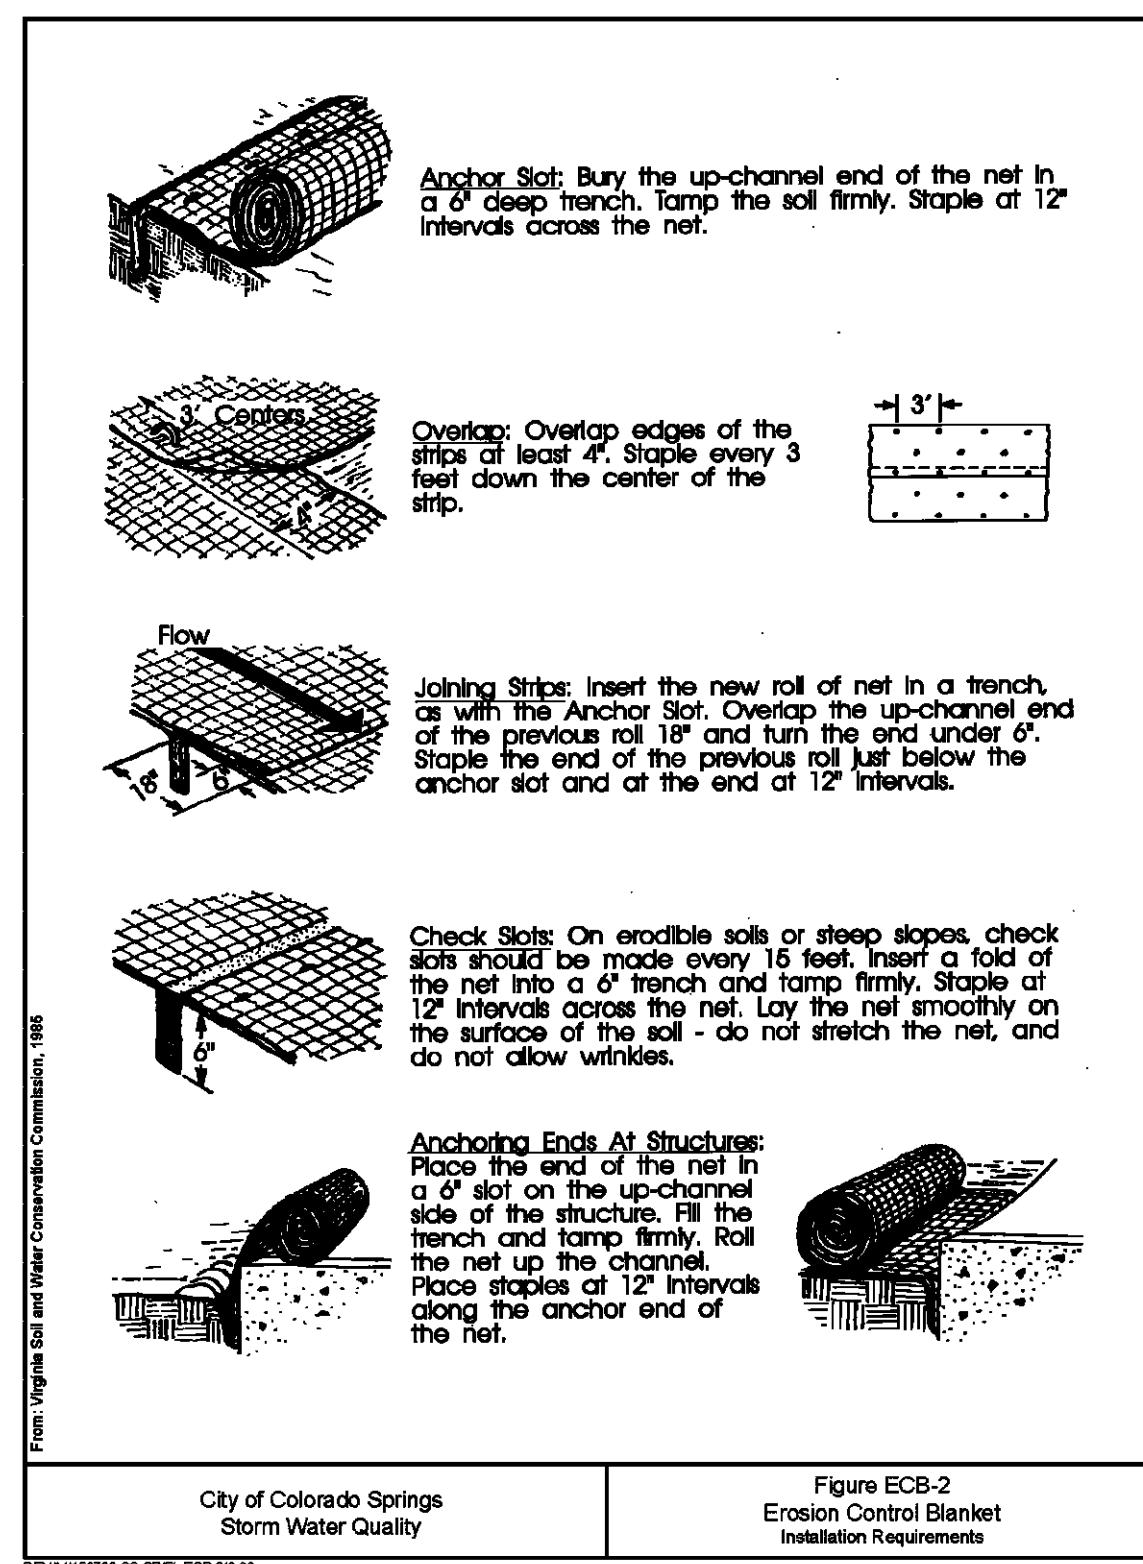 Anchor Slot: Bury the up-channel end of the net in
a 6" deep trench. Tamp the soil firmly. Staple at 12"
intervals across the net.
3' Centers
4"
Overlap: Overlap edges of the
strips at least 4". Staple every 3
feet down the center of the
strip.
3'
Flow
18"
6"
Joining Strips: Insert the new roll of net in a trench,
as with the Anchor Slot. Overlap the up-channel end
of the previous roll 18" and turn the end under 6".
Staple the end of the previous roll just below the
anchor slot and at the end at 12" intervals.
6"
Check Slots: On erodible soils or steep slopes, check
slots should be made every 15 feet. Insert a fold of
the net into a 6" trench and tamp firmly. Staple at
12" intervals across the net. Lay the net smoothly on
the surface of the soil - do not stretch the net, and
do not allow wrinkles.
Anchoring Ends At Structures:
Place the end of the net in
a 6" slot on the up-channel
side of the structure. Fill the
trench and tamp firmly. Roll
the net up the channel.
Place staples at 12" intervals
along the anchor end of
the net.
From: Virginia Soil and Water Conservation Commission, 1985
City of Colorado Springs
Storm Water Quality
Figure ECB-2
Erosion Control Blanket
Installation Requirements